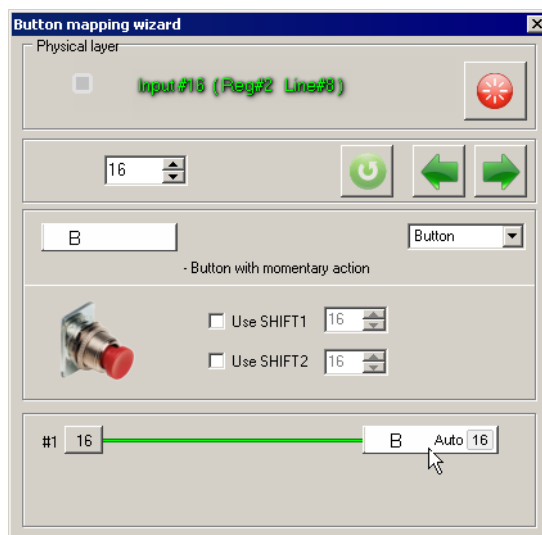 Button mapping wizard
Physical layer
Input#16 (Reg#2 Line#8)
16
B
Button
- Button with momentary action
Use SHIFT1 16
Use SHIFT2 16
#1 16 B Auto 16